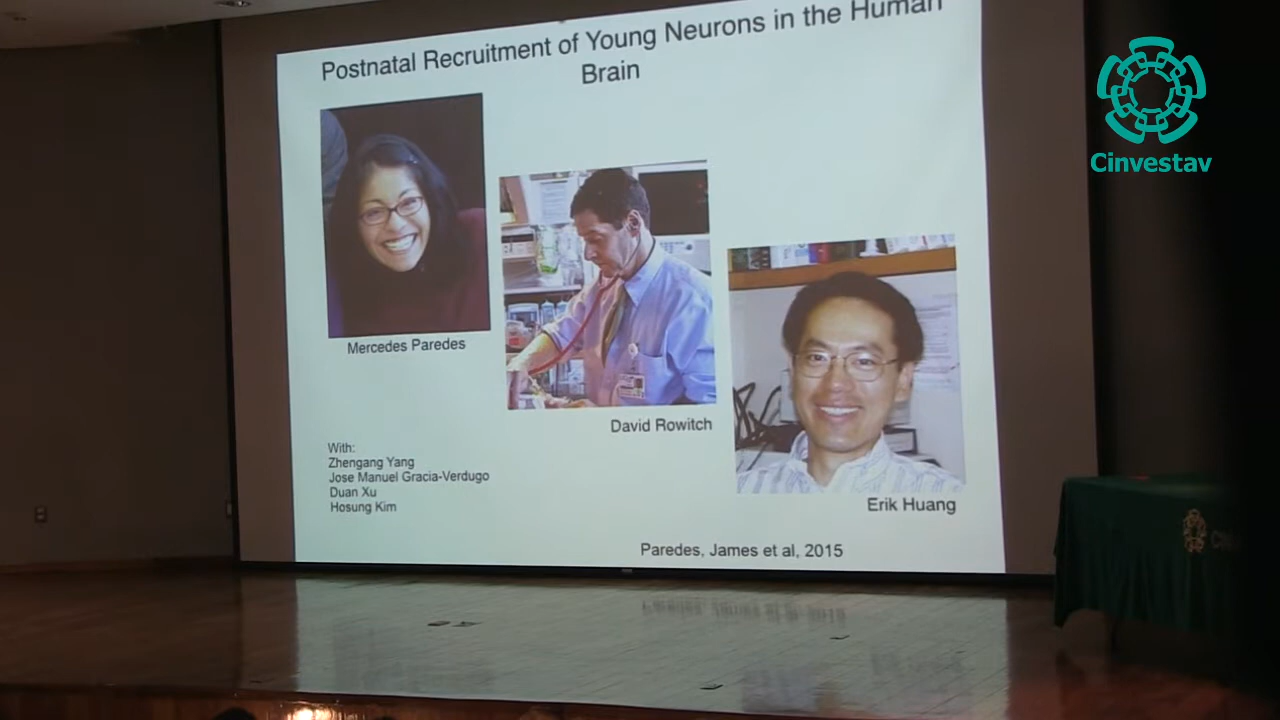 Postnatal Recruitment of Young Neurons in the Human
Brain
Cinvestav
Mercedes Paredes
David Rowitch
With:
Zhengang Yang
Jose Manuel Gracia-Verdugo
Duan Xu
Hosung Kim
Erik Huang
Paredes, James et al, 2015